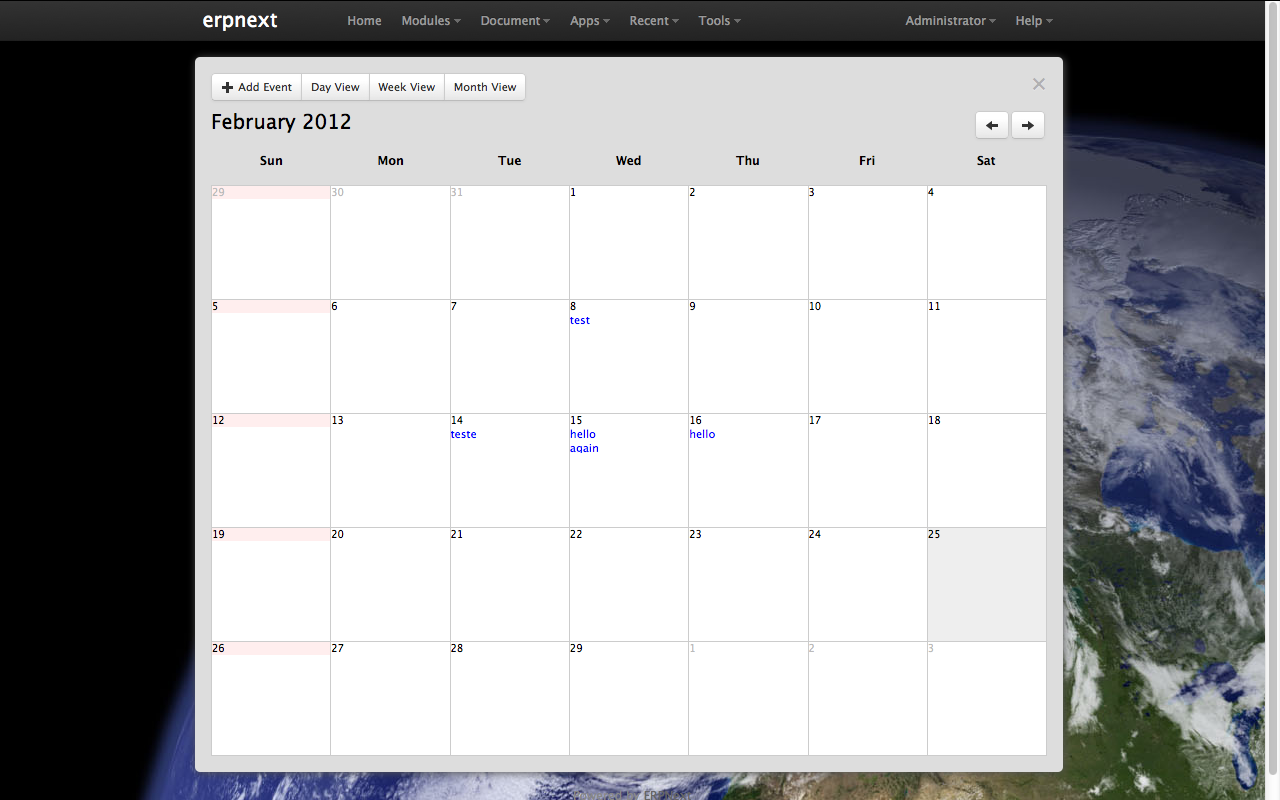 erpnext Home Modules Document Apps Recent Tools Administrator Help
Add Event Day View Week View Month View ×
February 2012
Sun Mon Tue Wed Thu Fri Sat
29 30 31 1 2 3 4
5 6 7 8 9 10 11
test
12 13 14 15 16 17 18
teste hello hello
again
19 20 21 22 23 24 25
26 27 28 29 1 2 3